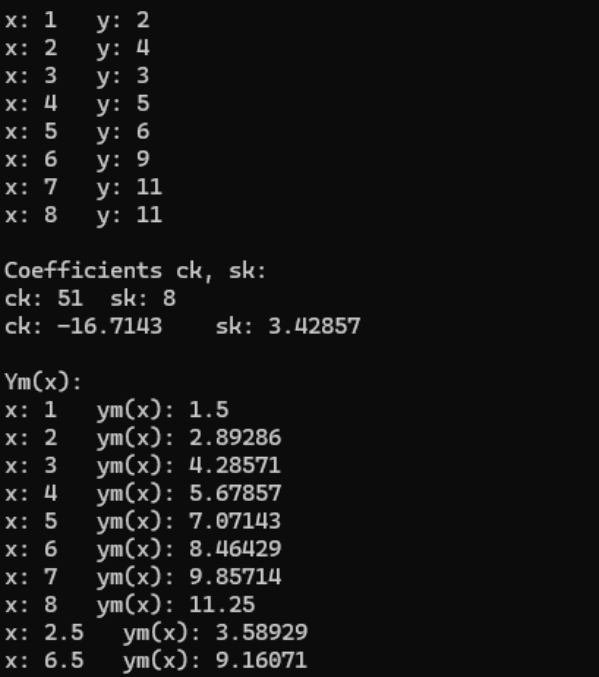 x: 1   y: 2
x: 2   y: 4
x: 3   y: 3
x: 4   y: 5
x: 5   y: 6
x: 6   y: 9
x: 7   y: 11
x: 8   y: 11
Coefficients ck, sk:
ck: 51  sk: 8
ck: -16.7143    sk: 3.42857
Ym(x):
x: 1   ym(x): 1.5
x: 2   ym(x): 2.89286
x: 3   ym(x): 4.28571
x: 4   ym(x): 5.67857
x: 5   ym(x): 7.07143
x: 6   ym(x): 8.46429
x: 7   ym(x): 9.85714
x: 8   ym(x): 11.25
x: 2.5   ym(x): 3.58929
x: 6.5   ym(x): 9.16071